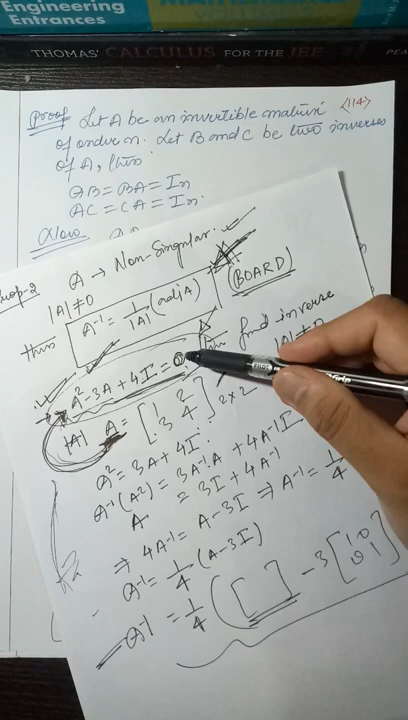 Engineering
Entrances
THOMAS' CALCULUS FOR THE JEE
Proof Let A be an invertible matrix <114>
of order n. Let B and C be two inverses
of A, then
AB = BA = In
AC = CA = In.
Now
A → Non-Singular.
|A| ≠ 0
thus A⁻¹ = 1/|A| (adj A)
(BOARD)
A² - 3A + 4I = 0
find inverse
|A| ≠ 0
|A| A = [1 2
3 4] 2×2
A² = 3A + 4I.
A⁻¹(A²) = 3A⁻¹.A + 4A⁻¹I
A = 3I + 4A⁻¹
⇒ 4A⁻¹ = A - 3I ⇒ A⁻¹ = 1/4
A⁻¹ = 1/4 (A - 3I)
A⁻¹ = 1/4 ([ ] - 3 [1 0
0 1]